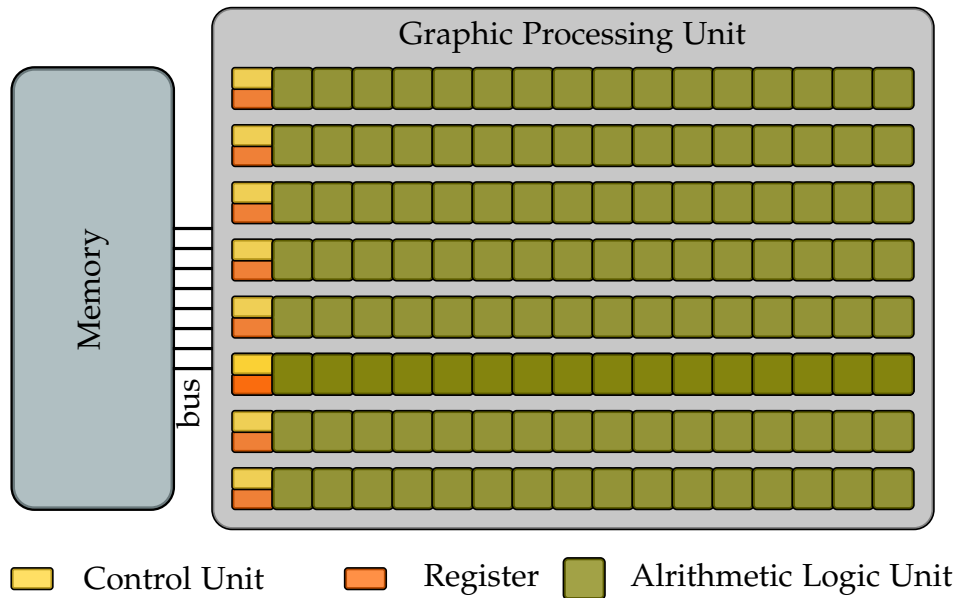 Graphic Processing Unit
Memory
bus
Control Unit
Register
Alrithmetic Logic Unit